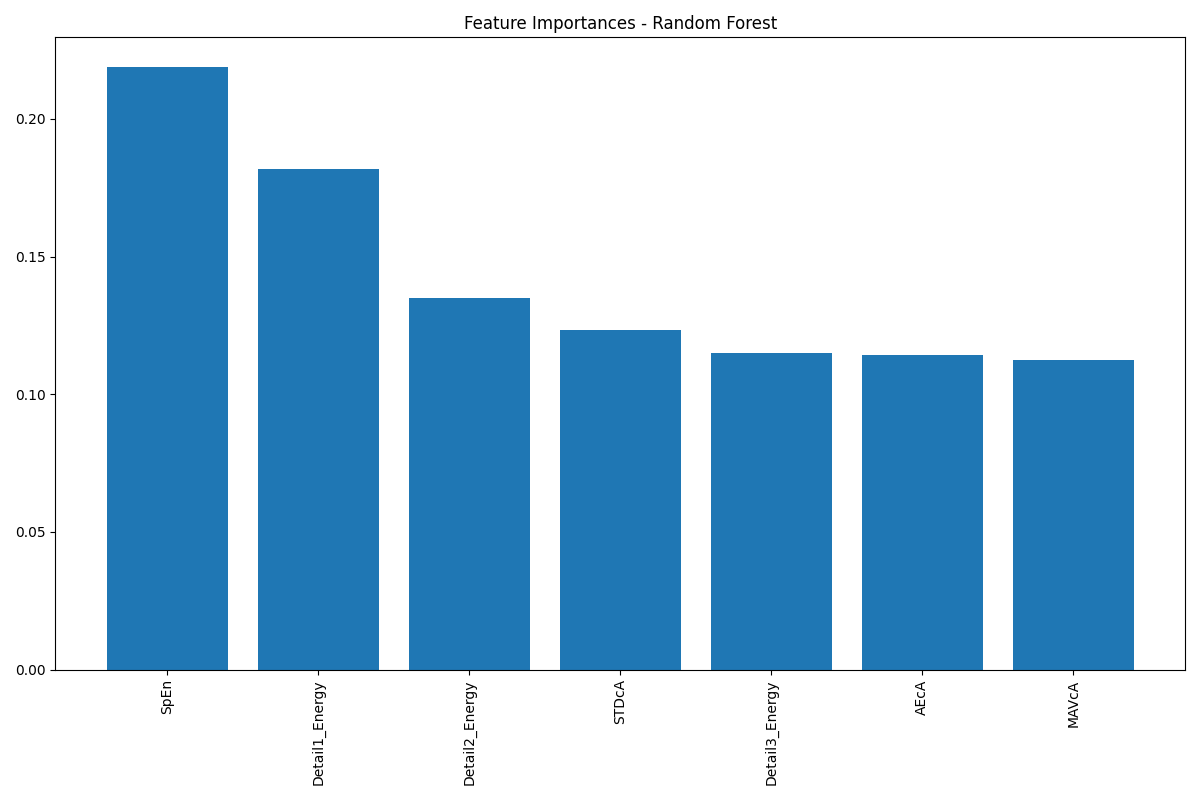 Feature Importances - Random Forest
0.20
0.15
0.10
0.05
0.00
SpEn
Detail1_Energy
Detail2_Energy
STDcA
Detail3_Energy
AEcA
MAVcA